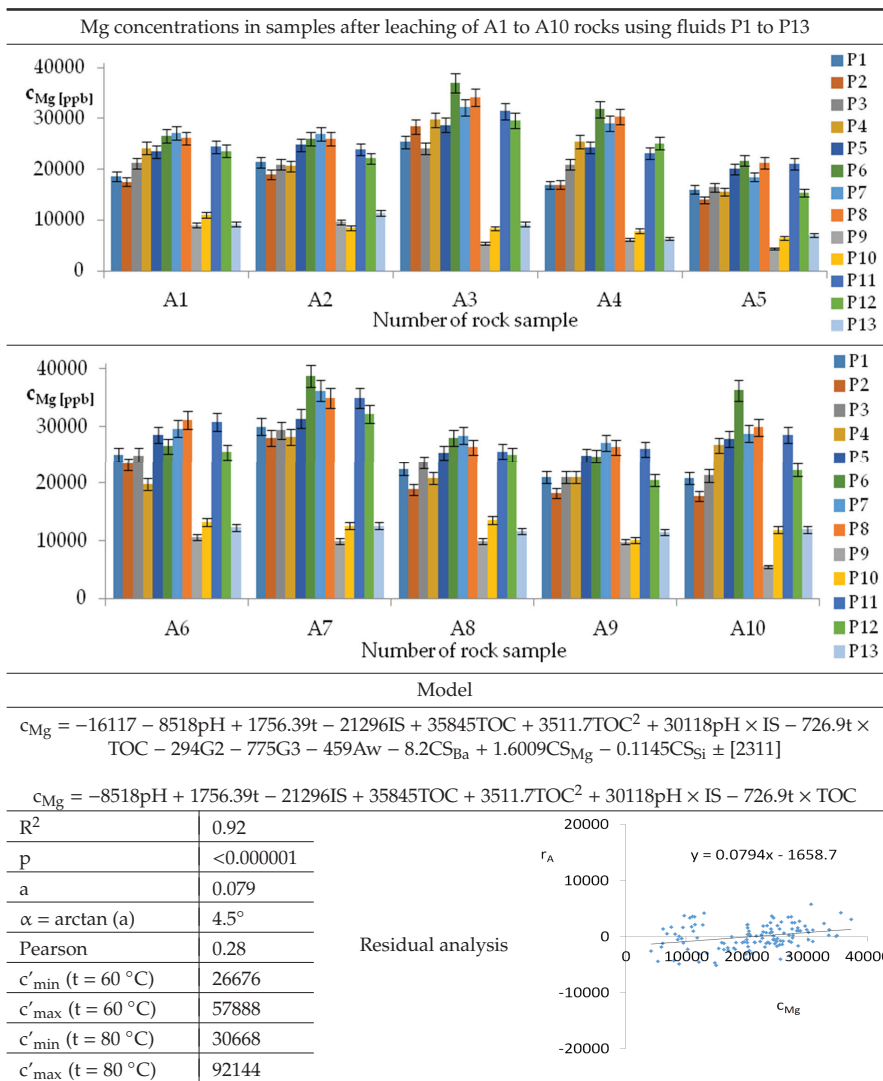 Mg concentrations in samples after leaching of A1 to A10 rocks using fluids P1 to P13
40000
cMg [ppb]
30000
20000
10000
0
A1 A2 A3 A4 A5
Number of rock sample
P1
P2
P3
P4
P5
P6
P7
P8
P9
P10
P11
P12
P13
40000
cMg [ppb]
30000
20000
10000
0
A6 A7 A8 A9 A10
Number of rock sample
P1
P2
P3
P4
P5
P6
P7
P8
P9
P10
P11
P12
P13
Model
cMg = −16117 − 8518pH + 1756.39t − 21296IS + 35845TOC + 3511.7TOC² + 30118pH × IS − 726.9t ×
TOC − 294G2 − 775G3 − 459Aw − 8.2CSBa + 1.6009CSMg − 0.1145CSSi ± [2311]
cMg = −8518pH + 1756.39t − 21296IS + 35845TOC + 3511.7TOC² + 30118pH × IS − 726.9t × TOC
R² 0.92
p <0.000001
a 0.079
α = arctan (a) 4.5°
Pearson 0.28
c′min (t = 60 °C) 26676
c′max (t = 60 °C) 57888
c′min (t = 80 °C) 30668
c′max (t = 80 °C) 92144
Residual analysis
20000
rA
y = 0.0794x - 1658.7
10000
0
0 10000 20000 30000 40000
-10000
cMg
-20000